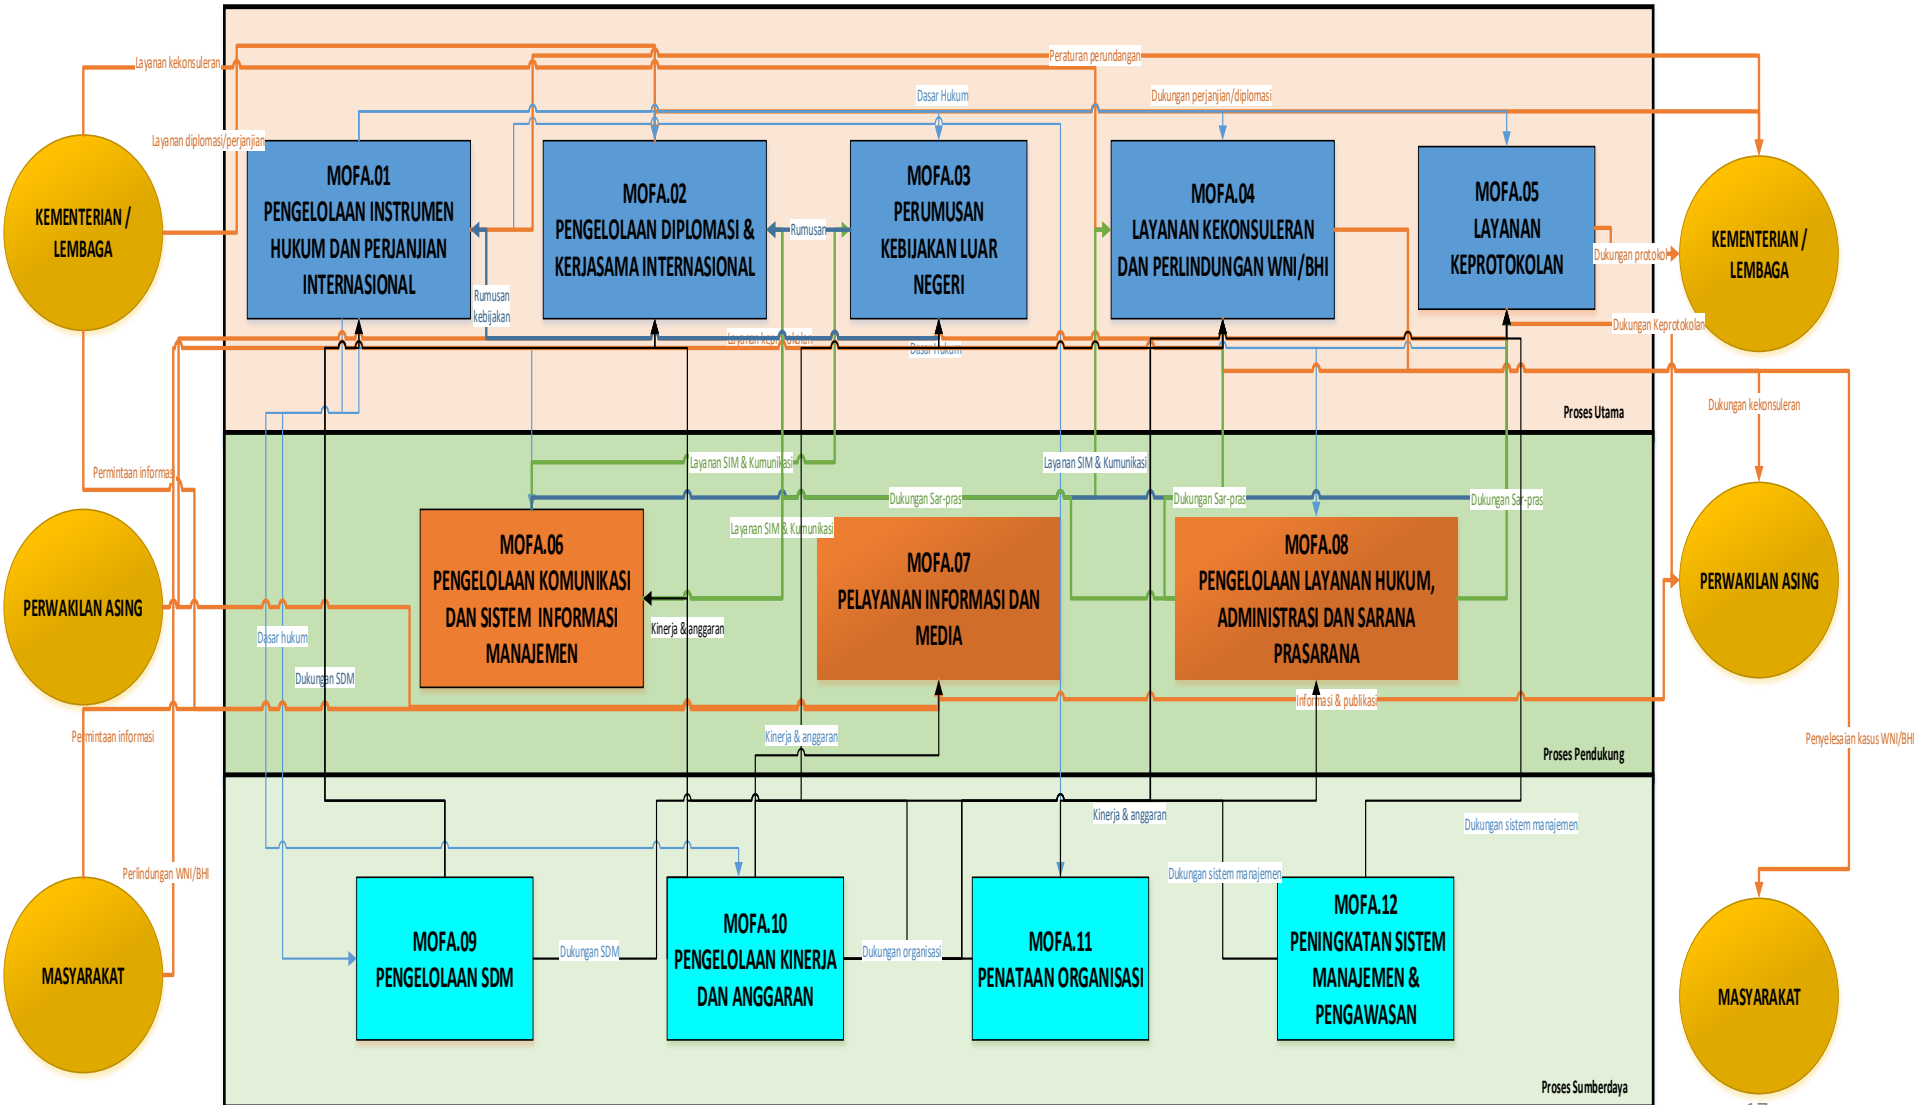 Layanan kekonsuleran
Peraturan perundangan
Dasar Hukum
Dukungan perjanjian/diplomasi
Layanan diplomasi/perjanjian
KEMENTERIAN /
LEMBAGA
MOFA.01
PENGELOLAAN INSTRUMEN
HUKUM DAN PERJANJIAN
INTERNASIONAL
MOFA.02
PENGELOLAAN DIPLOMASI &
KERJASAMA INTERNASIONAL
Rumusan
MOFA.03
PERUMUSAN
KEBIJAKAN LUAR
NEGERI
MOFA.04
LAYANAN KEKONSULERAN
DAN PERLINDUNGAN WNI/BHI
MOFA.05
LAYANAN
KEPROTOKOLAN
Dukungan protokol
KEMENTERIAN /
LEMBAGA
Rumusan
kebijakan
Layanan keprotokolan
Dasar Hukum
Dukungan Keprotokolan
Proses Utama
Dukungan kekonsuleran
Permintaan informasi
Layanan SIM & Kumunikasi
Layanan SIM & Kumunikasi
Dukungan Sar-pras
Dukungan Sar-pras
Dukungan Sar-pras
Layanan SIM & Kumunikasi
PERWAKILAN ASING
MOFA.06
PENGELOLAAN KOMUNIKASI
DAN SISTEM INFORMASI
MANAJEMEN
Kinerja & anggaran
MOFA.07
PELAYANAN INFORMASI DAN
MEDIA
MOFA.08
PENGELOLAAN LAYANAN HUKUM,
ADMINISTRASI DAN SARANA
PRASARANA
PERWAKILAN ASING
Dasar hukum
Dukungan SDM
Informasi & publikasi
Permintaan informasi
Kinerja & anggaran
Penyelesaian kasus WNI/BHI
Proses Pendukung
Kinerja & anggaran
Dukungan sistem manajemen
Perlindungan WNI/BHI
Dukungan sistem manajemen
MASYARAKAT
MOFA.09
PENGELOLAAN SDM
Dukungan SDM
MOFA.10
PENGELOLAAN KINERJA
DAN ANGGARAN
Dukungan organisasi
MOFA.11
PENATAAN ORGANISASI
MOFA.12
PENINGKATAN SISTEM
MANAJEMEN &
PENGAWASAN
MASYARAKAT
Proses Sumberdaya